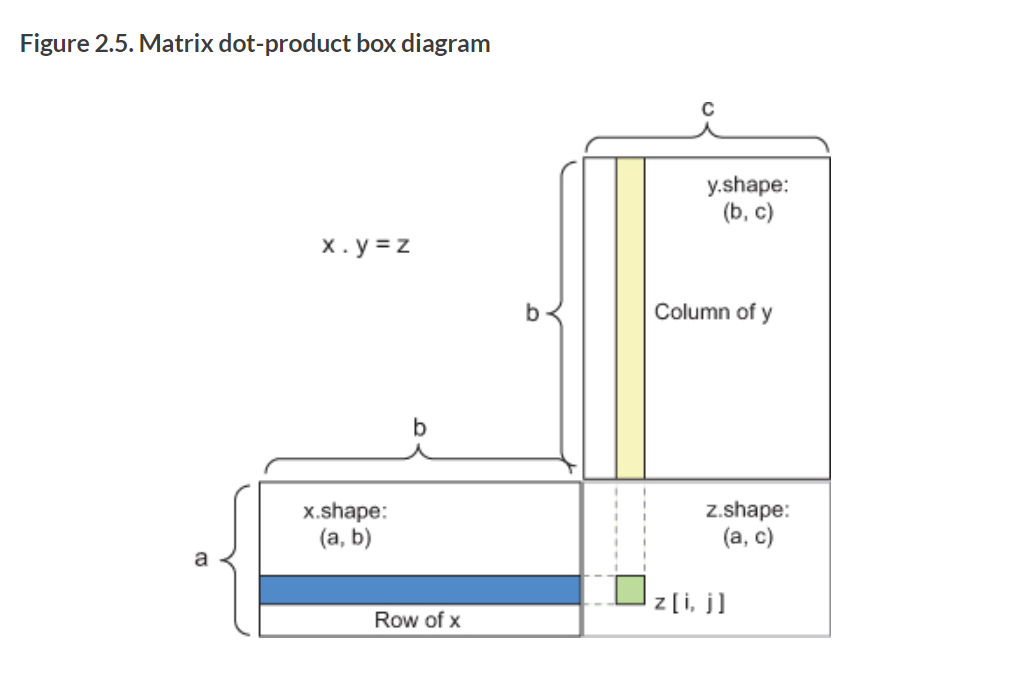 Figure 2.5. Matrix dot-product box diagram
c
y.shape:
(b, c)
x . y = z
b
Column of y
b
x.shape:
(a, b)
z.shape:
(a, c)
a
z [ i, j ]
Row of x